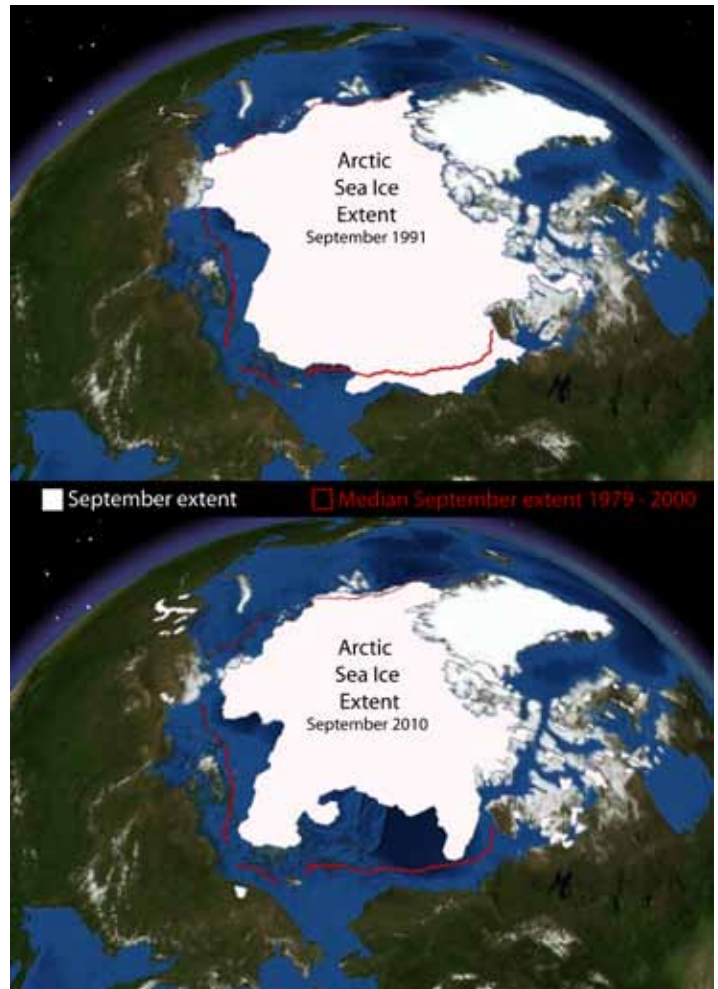 Arctic
Sea Ice
Extent
September 1991
September extent
Median September extent 1979 - 2000
Arctic
Sea Ice
Extent
September 2010